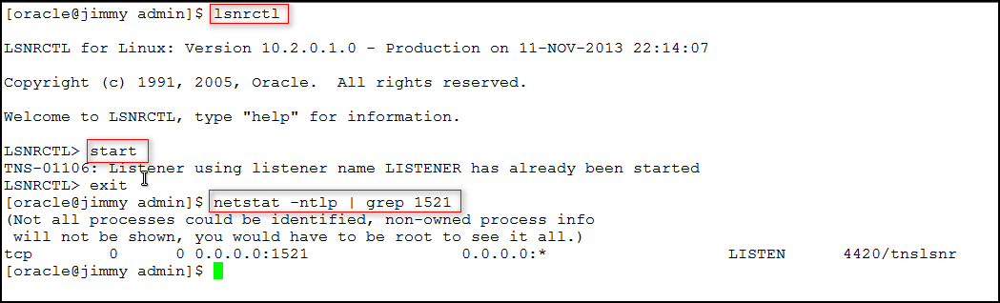 [oracle@jimmy admin]$ lsnrctl
LSNRCTL for Linux: Version 10.2.0.1.0 - Production on 11-NOV-2013 22:14:07
Copyright (c) 1991, 2005, Oracle.  All rights reserved.
Welcome to LSNRCTL, type "help" for information.
LSNRCTL> start
TNS-01106: Listener using listener name LISTENER has already been started
LSNRCTL> exit
[oracle@jimmy admin]$ netstat -ntlp | grep 1521
(Not all processes could be identified, non-owned process info
 will not be shown, you would have to be root to see it all.)
tcp        0      0 0.0.0.0:1521                0.0.0.0:*                   LISTEN      4420/tnslsnr
[oracle@jimmy admin]$